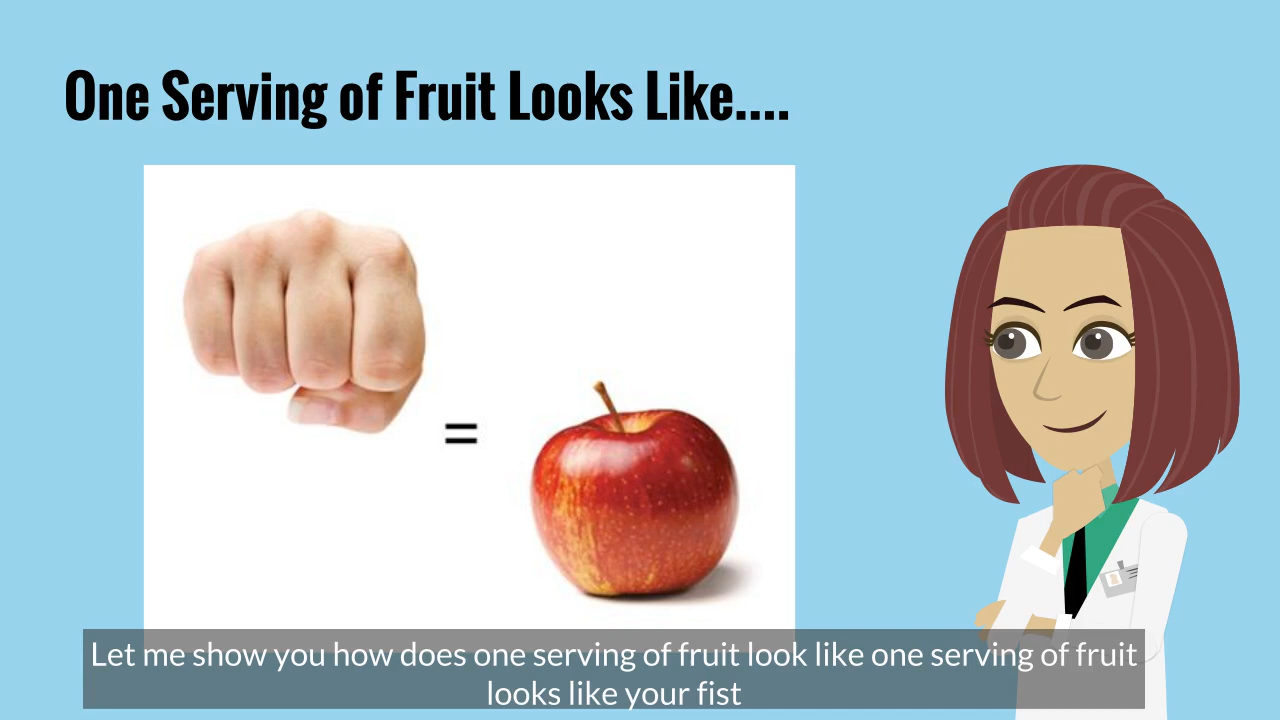 One Serving of Fruit Looks Like....
=
Let me show you how does one serving of fruit look like one serving of fruit
looks like your fist